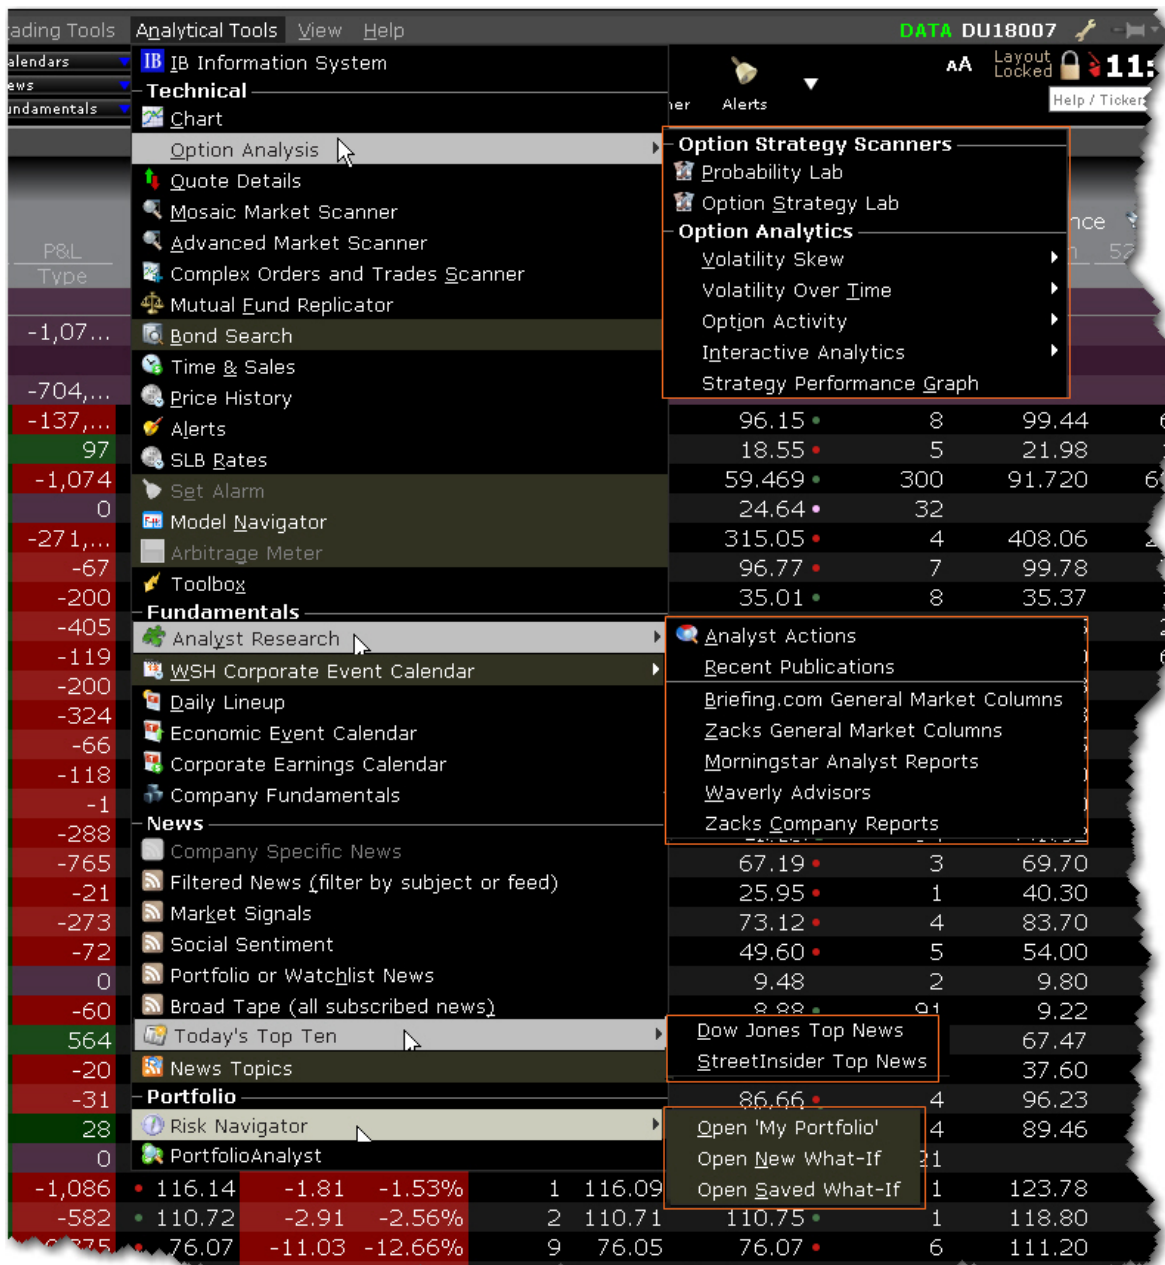 ading Tools Analytical Tools View Help DATA DU18007
alendars IB IB Information System AA Layout Locked 11:
ews Technical
undamentals Chart ner Alerts Help / Ticker
Option Analysis Option Strategy Scanners
Quote Details Probability Lab
Mosaic Market Scanner Option Strategy Lab nce
P&L Advanced Market Scanner Option Analytics 52
Type Complex Orders and Trades Scanner Volatility Skew
Mutual Fund Replicator Volatility Over Time
-1,07... Bond Search Option Activity
Time & Sales Interactive Analytics
-704,... Price History Strategy Performance Graph
-137,... Alerts 96.15 8 99.44
97 SLB Rates 18.55 5 21.98
-1,074 Set Alarm 59.469 300 91.720
0 Model Navigator 24.64 32
-271,... Arbitrage Meter 315.05 4 408.06
-67 96.77 7 99.78
-200 Toolbox 35.01 8 35.37
Fundamentals
-405 Analyst Research Analyst Actions
-119 WSH Corporate Event Calendar Recent Publications
-200 Daily Lineup Briefing.com General Market Columns
-324 Economic Event Calendar Zacks General Market Columns
-66 Corporate Earnings Calendar Morningstar Analyst Reports
-118 Company Fundamentals Waverly Advisors
-1 News Zacks Company Reports
-288 Company Specific News
-765 Filtered News (filter by subject or feed) 67.19 3 69.70
-21 Market Signals 25.95 1 40.30
-273 73.12 4 83.70
-72 Social Sentiment 49.60 5 54.00
0 Portfolio or Watchlist News 9.48 2 9.80
-60 Broad Tape (all subscribed news) 8.88 91 9.22
564 Today's Top Ten Dow Jones Top News 67.47
-20 News Topics StreetInsider Top News 37.60
-31 Portfolio 86.66 4 96.23
28 Risk Navigator Open 'My Portfolio' 4 89.46
0 PortfolioAnalyst Open New What-If 21
-1,086 116.14 -1.81 -1.53% 1 116.09 Open Saved What-If 1 123.78
-582 110.72 -2.91 -2.56% 2 110.71 110.75 1 118.80
76.07 -11.03 -12.66% 9 76.05 76.07 6 111.20